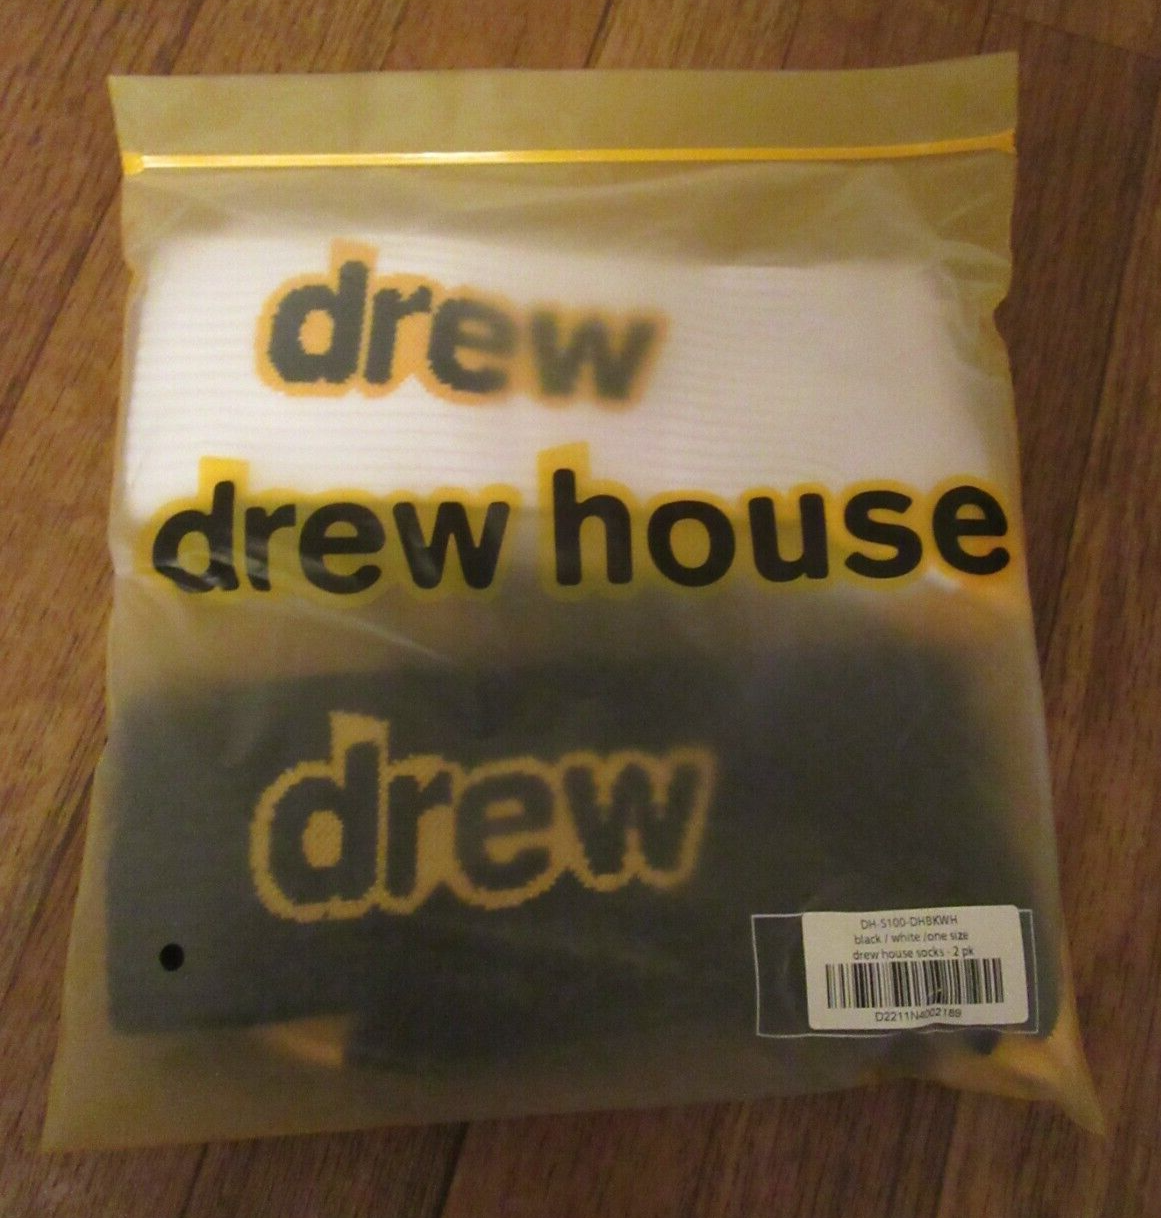 drew
drew house
drew
DH-S100-DHBKWH
black / white /one size
drew house socks - 2 pk
D2211N4002189